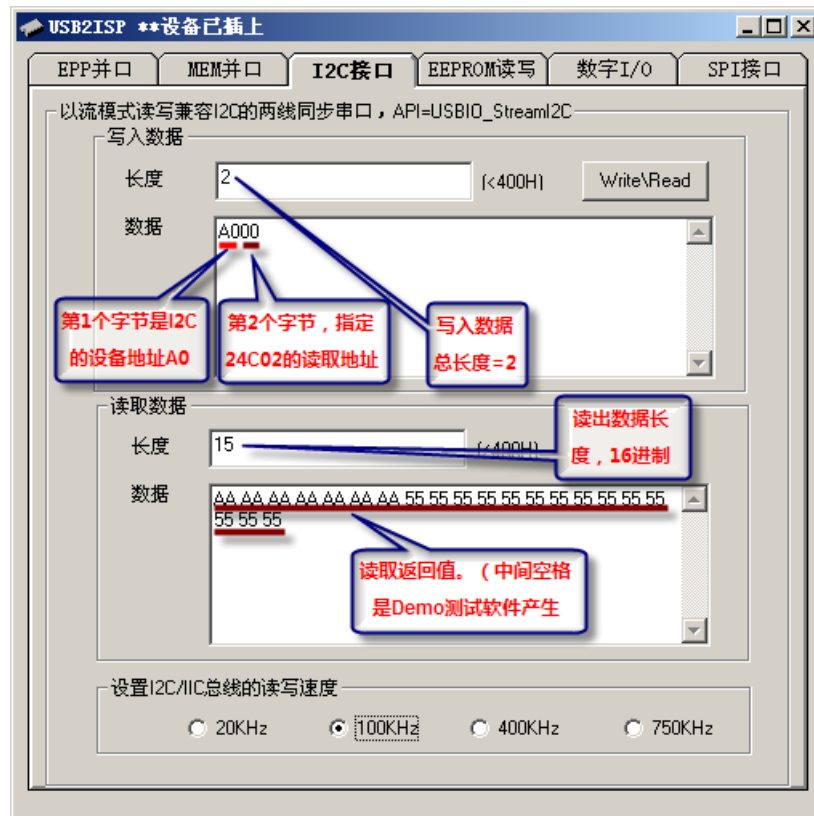 USB2ISP **设备已插上
EPP并口 MEM并口 I2C接口 EEPROM读写 数字I/O SPI接口
以流模式读写兼容I2C的两线同步串口，API=USBIO_StreamI2C
写入数据
长度 2 (<400H) Write\Read
数据 A000
第1个字节是I2C
的设备地址A0
第2个字节，指定
24C02的读取地址
写入数据
总长度=2
读取数据
长度 15 (<400H)
读出数据长
度，16进制
数据 AA AA AA AA AA AA AA AA 55 55 55 55 55 55 55 55 55 55 55
55 55 55
读取返回值。（中间空格
是Demo测试软件产生
设置I2C/IIC总线的读写速度
20KHz 100KHz 400KHz 750KHz